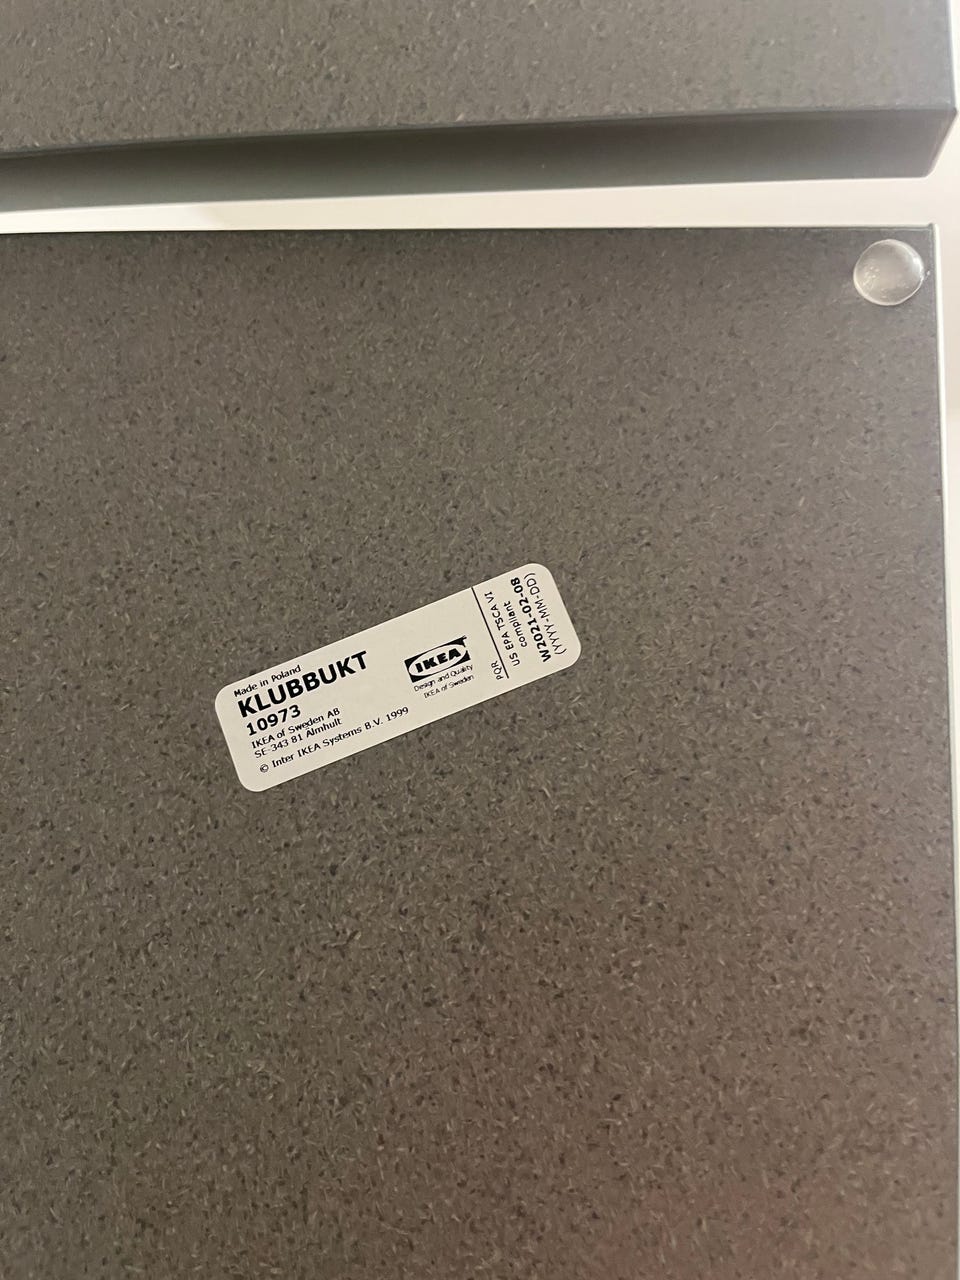 Made in Poland
KLUBBUKT
10973
IKEA of Sweden AB
SE-343 81 Älmhult
© Inter IKEA Systems B.V. 1999
IKEA
Design and Quality
IKEA of Sweden
PQR
US EPA TSCA VI
compliant
W2021-02-08
(YYYY-MM-DD)